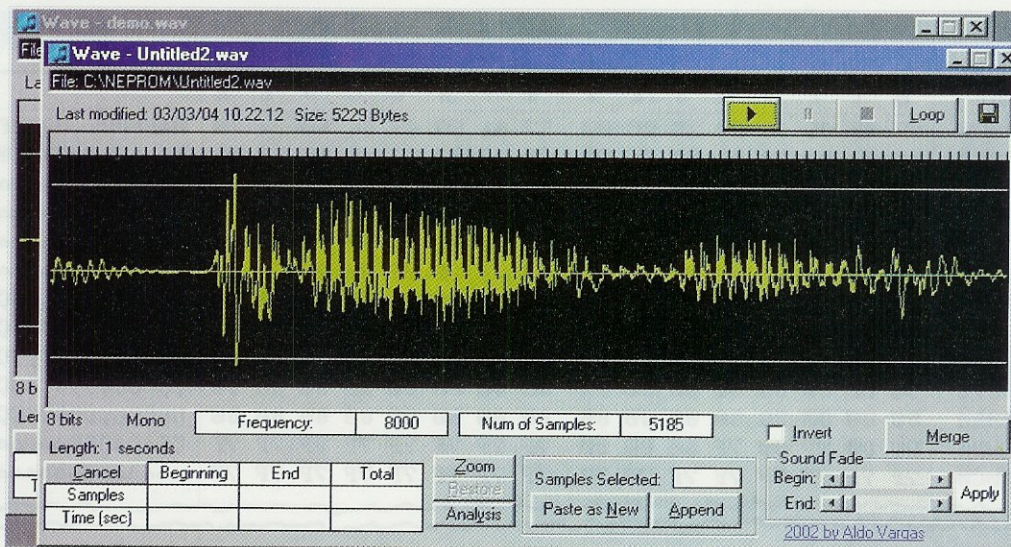 Wave - demo.wav
File
Wave - Untitled2.wav
File: C:\NEPROM\Untitled2.wav
Last modified: 03/03/04 10.22.12 Size: 5229 Bytes
Loop
8 bits Mono Frequency: 8000 Num of Samples: 5185
Length: 1 seconds
Invert
Merge
Cancel Beginning End Total
Samples
Time (sec)
Zoom
Restore
Analysis
Samples Selected:
Paste as New Append
Sound Fade
Begin:
End:
Apply
2002 by Aldo Vargas